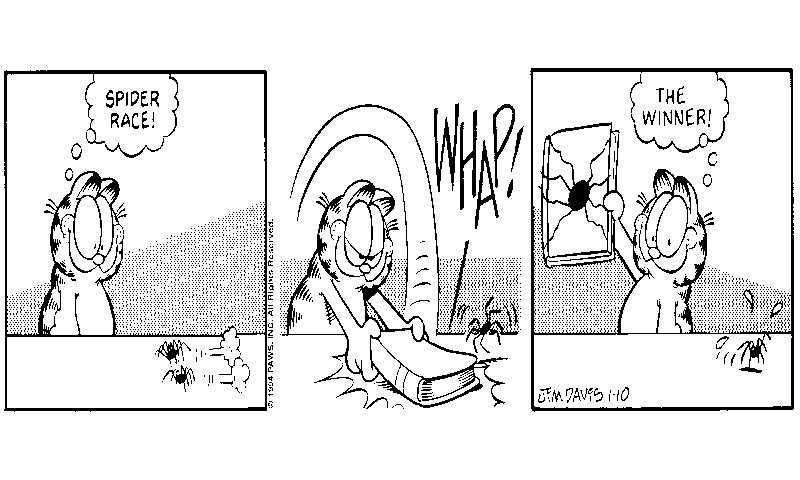 SPIDER
RACE!
© 1994 PAWS, INC. All Rights Reserved.
WHAP!
THE
WINNER!
JIM DAVIS 1-10